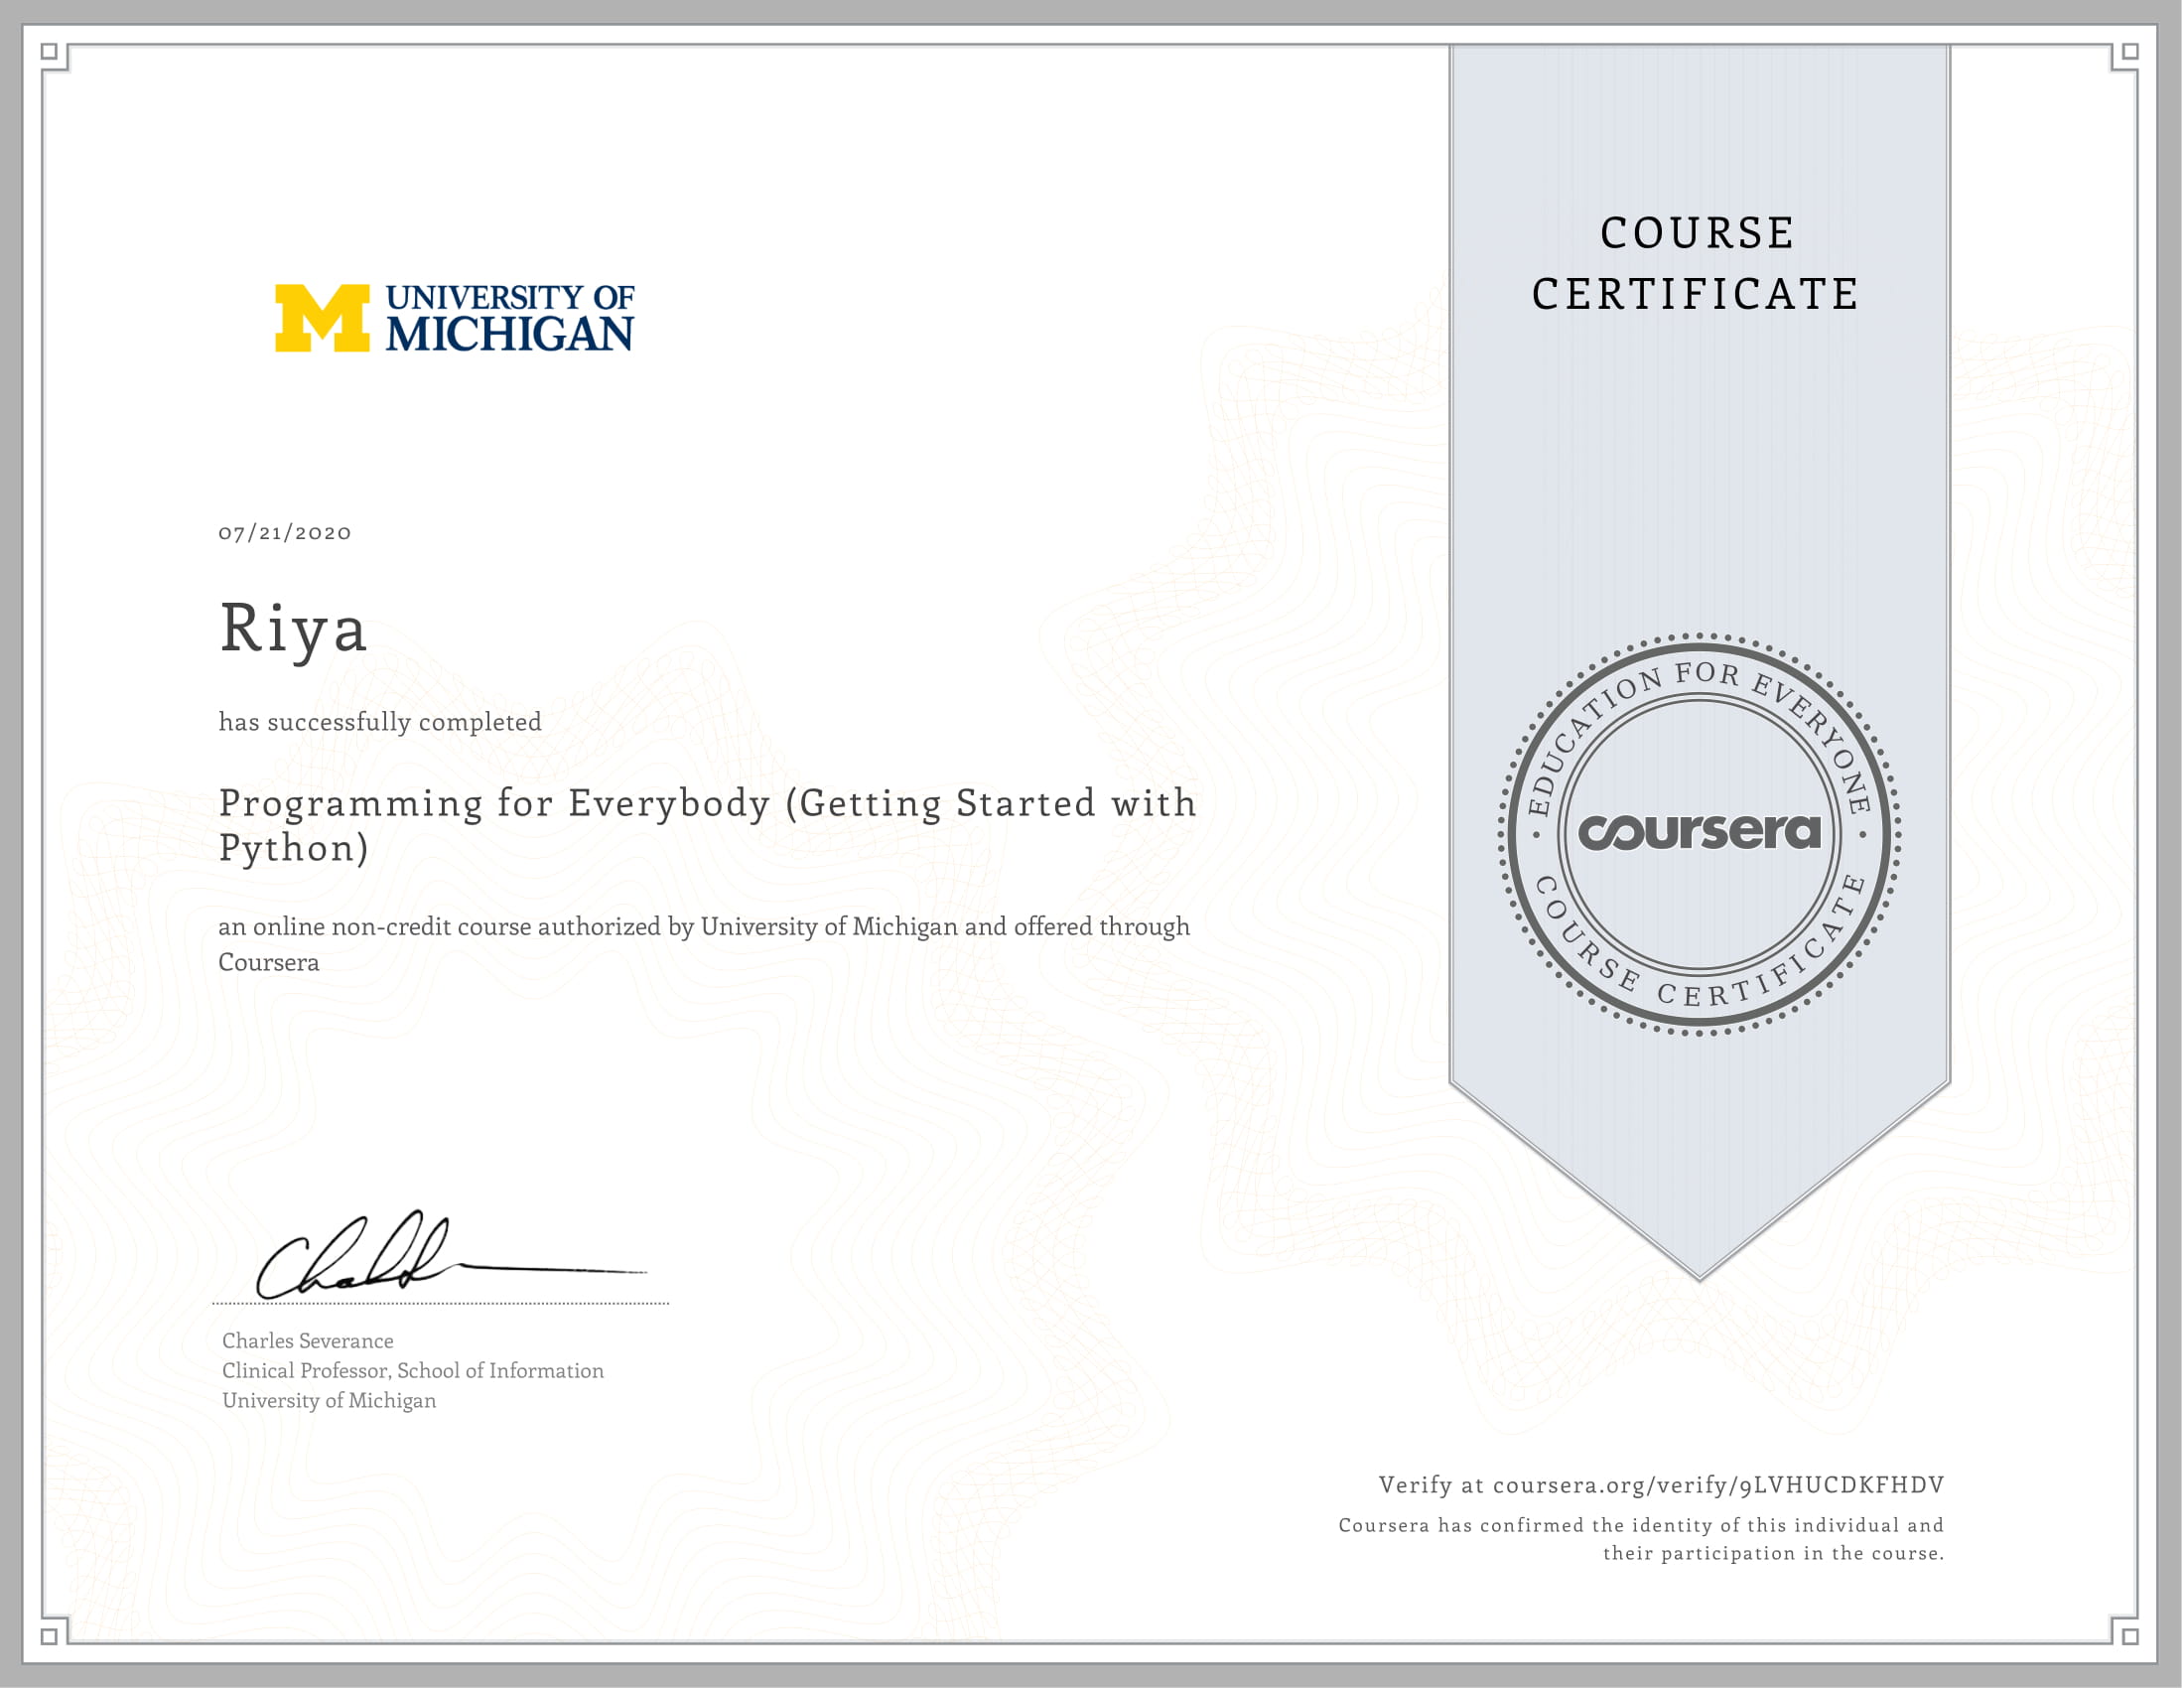 UNIVERSITY OF
MICHIGAN
COURSE
CERTIFICATE
07/21/2020
Riya
has successfully completed
Programming for Everybody (Getting Started with
Python)
an online non-credit course authorized by University of Michigan and offered through
Coursera
EDUCATION FOR EVERYONE
coursera
COURSE CERTIFICATE
Charles Severance
Clinical Professor, School of Information
University of Michigan
Verify at coursera.org/verify/9LVHUCDKFHDV
Coursera has confirmed the identity of this individual and
their participation in the course.